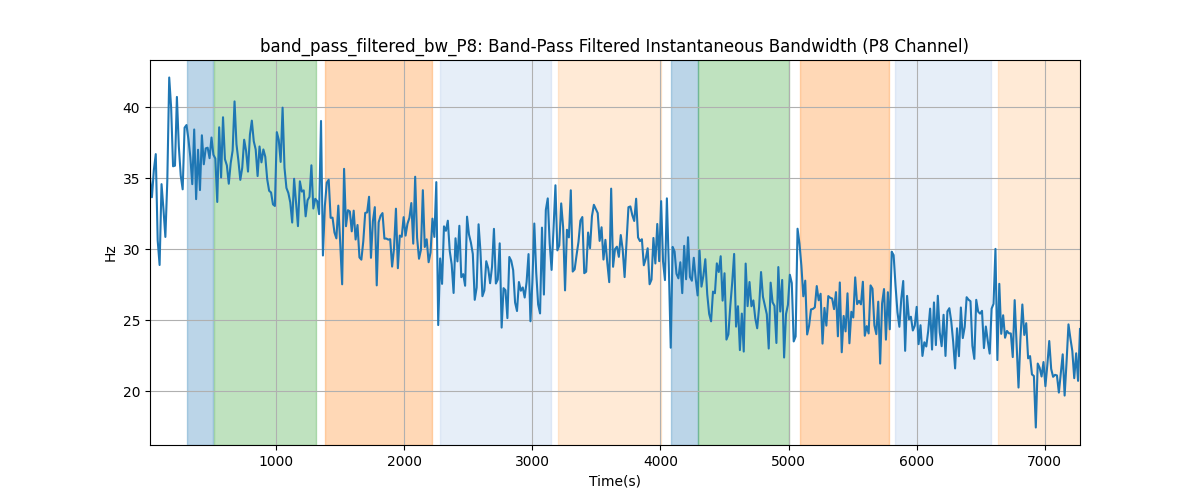 band_pass_filtered_bw_P8: Band-Pass Filtered Instantaneous Bandwidth (P8 Channel)
40
35
30
25
20
Hz
1000 2000 3000 4000 5000 6000 7000
Time(s)